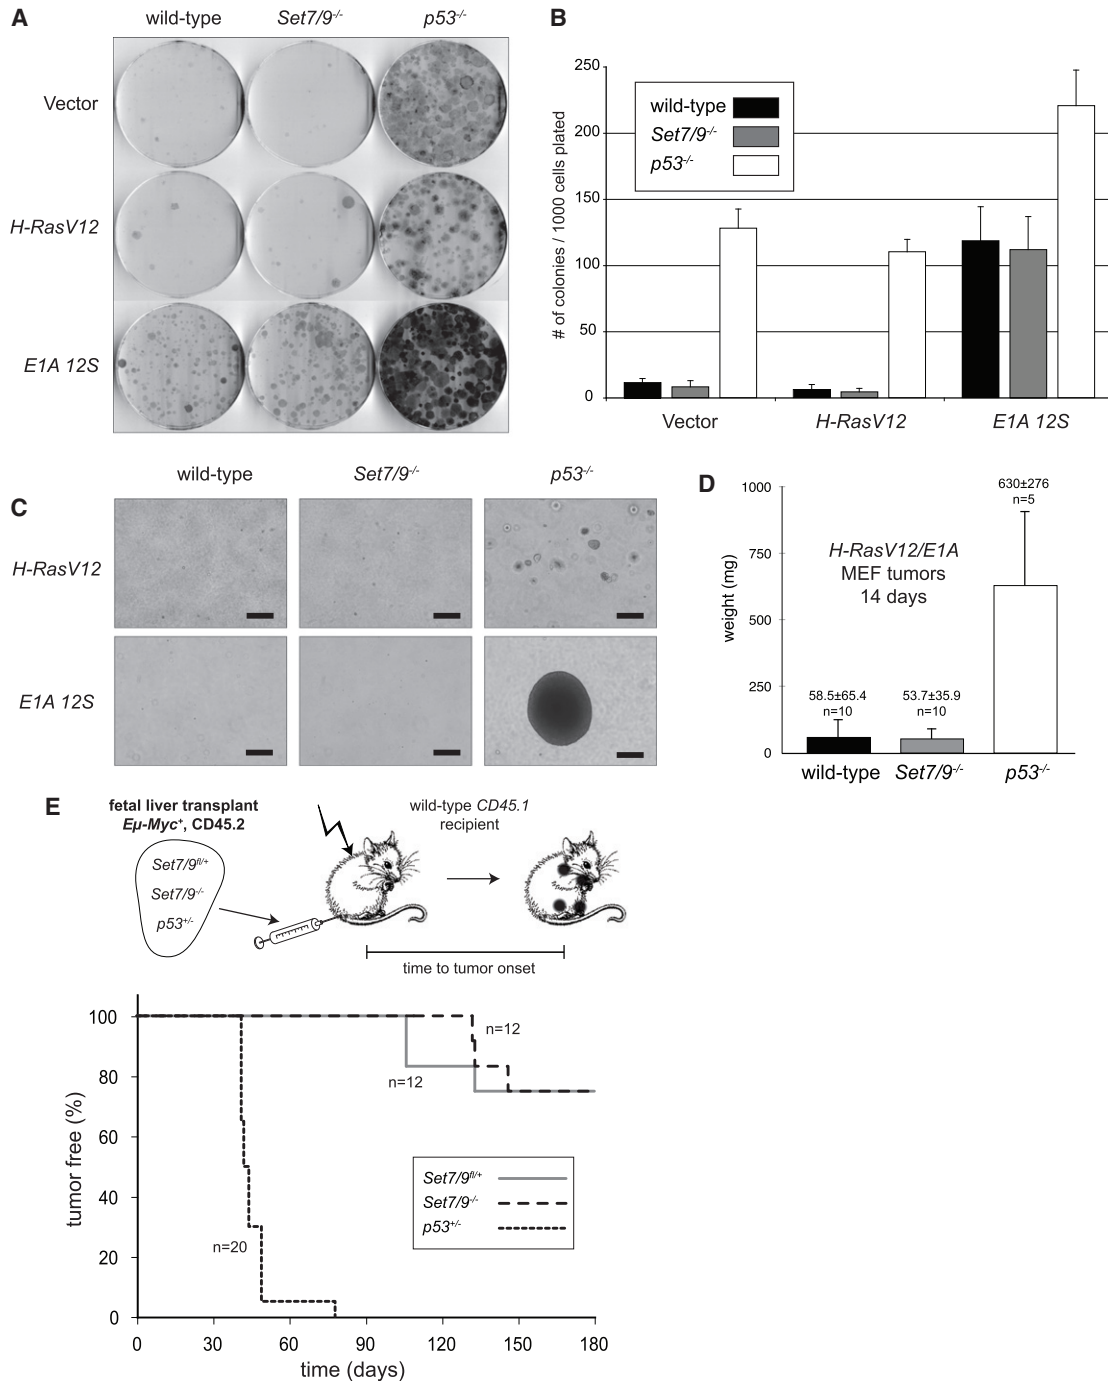 A
wild-type Set7/9-/- p53-/-
Vector
H-RasV12
E1A 12S
B
# of colonies / 1000 cells plated
250
200
150
100
50
0
wild-type
Set7/9-/-
p53-/-
Vector H-RasV12 E1A 12S
C
wild-type Set7/9-/- p53-/-
H-RasV12
E1A 12S
D
weight (mg)
1000
750
500
250
0
H-RasV12/E1A
MEF tumors
14 days
58.5±65.4
n=10
53.7±35.9
n=10
630±276
n=5
wild-type Set7/9-/- p53-/-
E
fetal liver transplant
Eμ-Myc+, CD45.2
Set7/9fl/+
Set7/9-/-
p53+/-
wild-type CD45.1
recipient
time to tumor onset
tumor free (%)
100
80
60
40
20
0
n=12
n=12
n=20
Set7/9fl/+
Set7/9-/-
p53+/-
0 30 60 90 120 150 180
time (days)